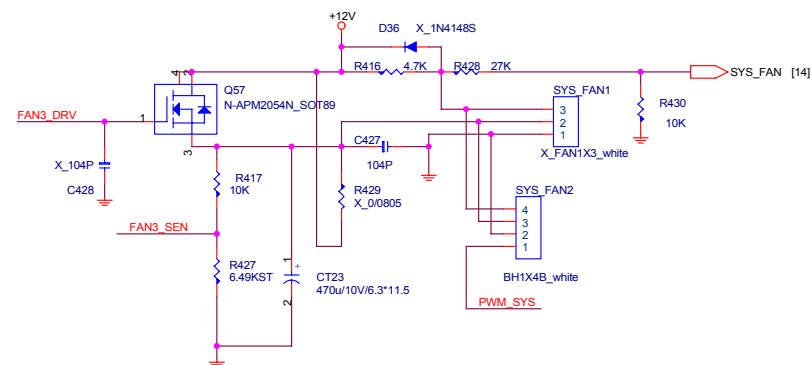 +12V
D36 X_1N4148S
4 2
R416 4.7K R428 27K
SYS_FAN [14]
Q57
N-APM2054N_SOT89
SYS_FAN1
FAN3_DRV 1
3
2
1
R430
10K
3
C427
104P
X_FAN1X3_white
X_104P
C428
R417
10K
R429
X_0/0805
SYS_FAN2
4
3
2
1
FAN3_SEN
R427
6.49KST
1 +
CT23
470u/10V/6.3*11.5
2
BH1X4B_white
PWM_SYS